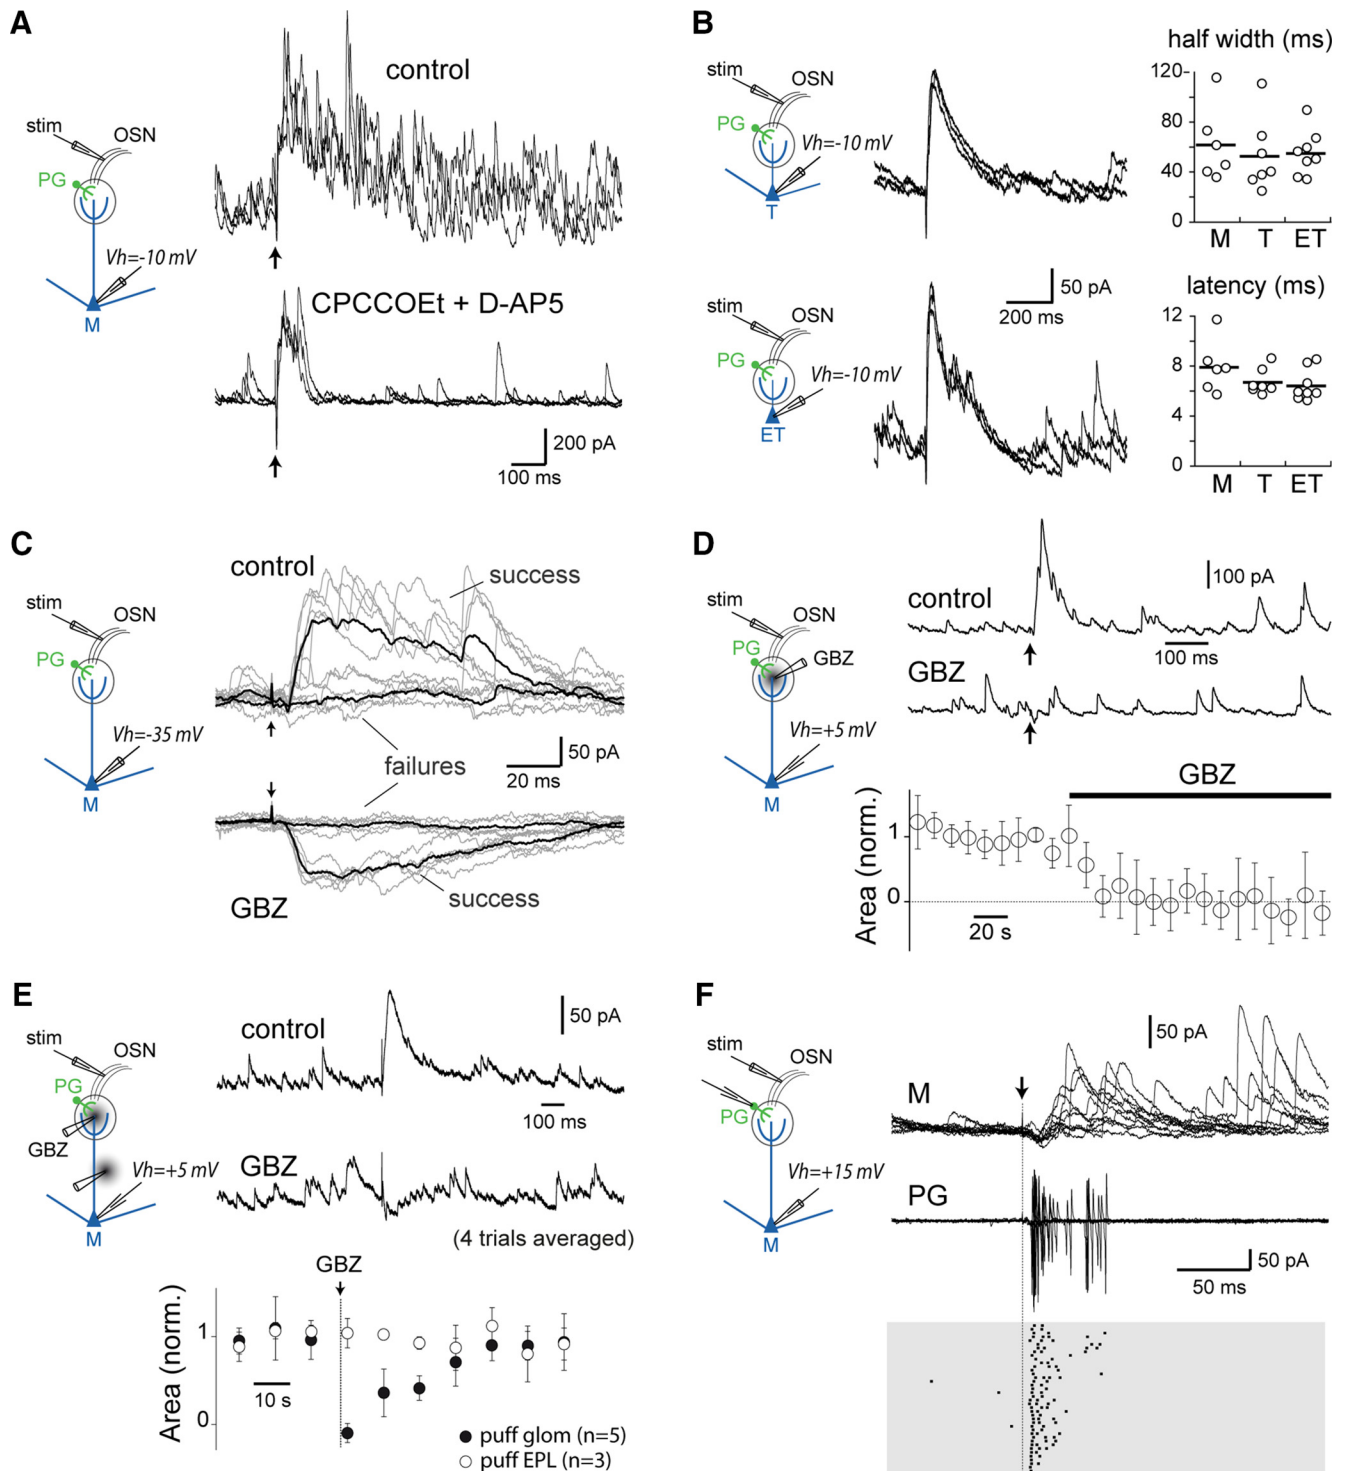 A
control
stim
OSN
PG
Vh=-10 mV
M
CPCCOEt + D-AP5
200 pA
100 ms
B
half width (ms)
stim
OSN
PG
Vh=-10 mV
T
120
80
40
0
M T ET
50 pA
200 ms
latency (ms)
stim
OSN
PG
Vh=-10 mV
ET
12
8
4
0
M T ET
C
control
success
stim
OSN
PG
Vh=-35 mV
M
failures
50 pA
20 ms
success
GBZ
D
control
100 pA
100 ms
stim
OSN
PG
GBZ
GBZ
Vh=+5 mV
M
GBZ
Area (norm.)
1
0
20 s
E
control
50 pA
100 ms
stim
OSN
PG
GBZ
Vh=+5 mV
M
GBZ
(4 trials averaged)
GBZ
Area (norm.)
1
0
10 s
puff glom (n=5)
puff EPL (n=3)
F
50 pA
stim
OSN
PG
M
Vh=+15 mV
M
PG
50 pA
50 ms